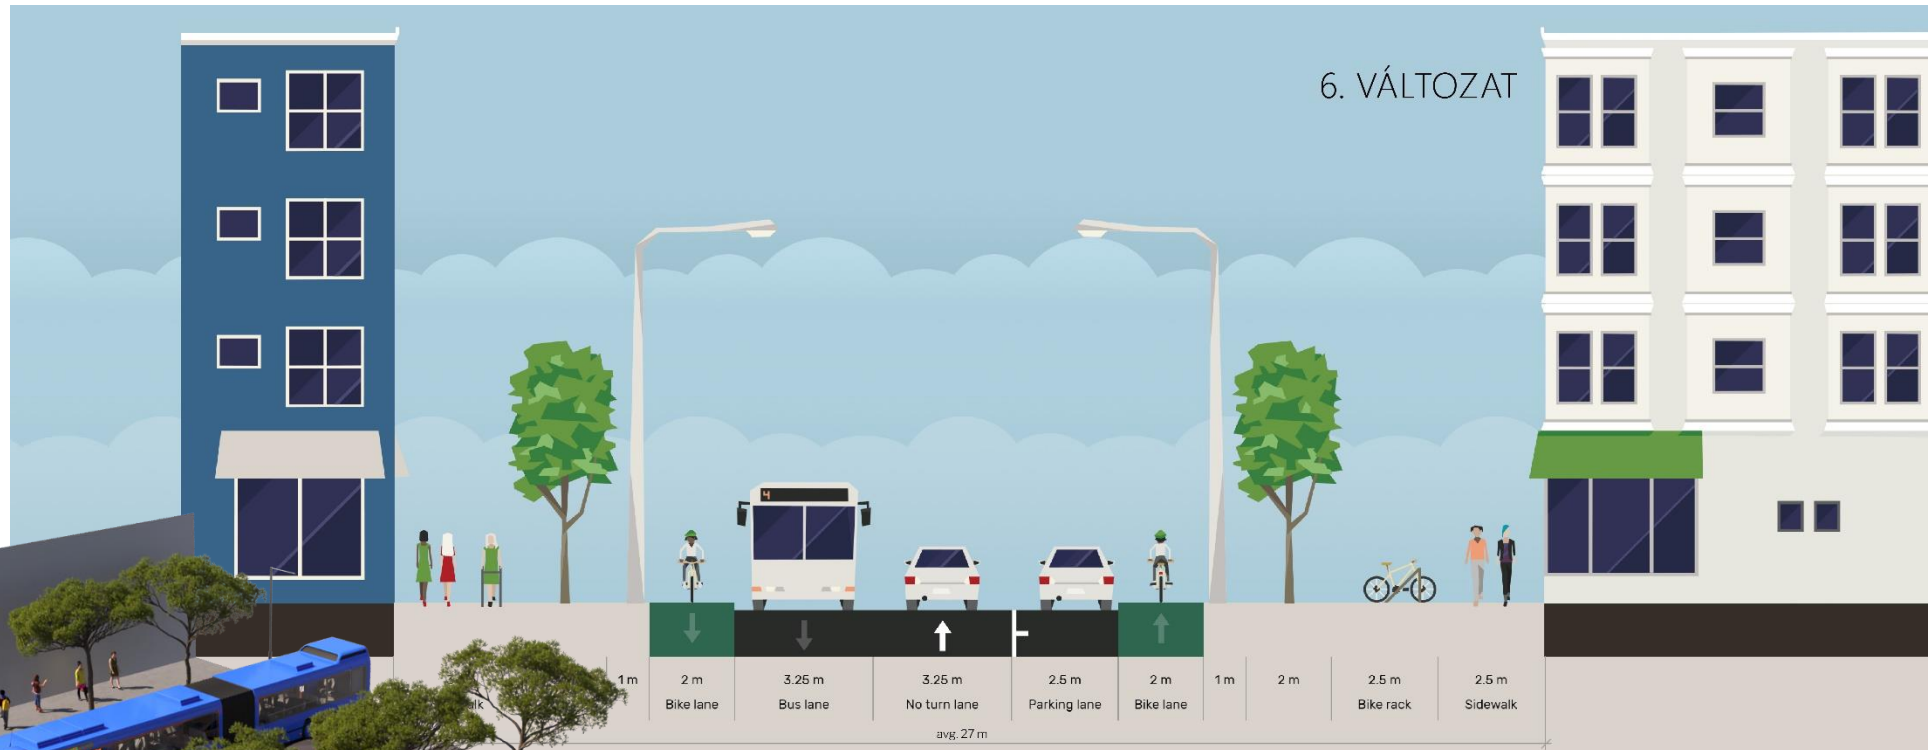 6. VÁLTOZAT
4
1 m
2 m
3.25 m
3.25 m
2.5 m
2 m
1 m
2 m
2.5 m
2.5 m
Bike lane
Bus lane
No turn lane
Parking lane
Bike lane
Bike rack
Sidewalk
avg. 27 m